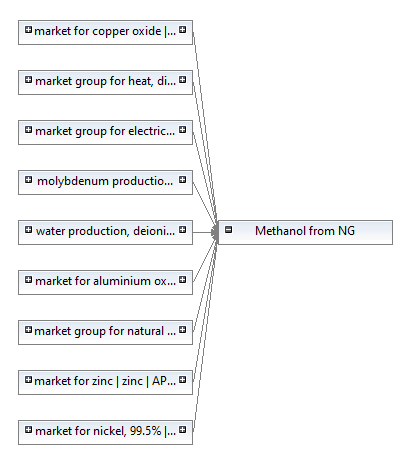 market for copper oxide |...
market group for heat, di...
market group for electric...
molybdenum productio...
water production, deioni...
Methanol from NG
market for aluminium ox...
market group for natural ...
market for zinc | zinc | AP...
market for nickel, 99.5% |...